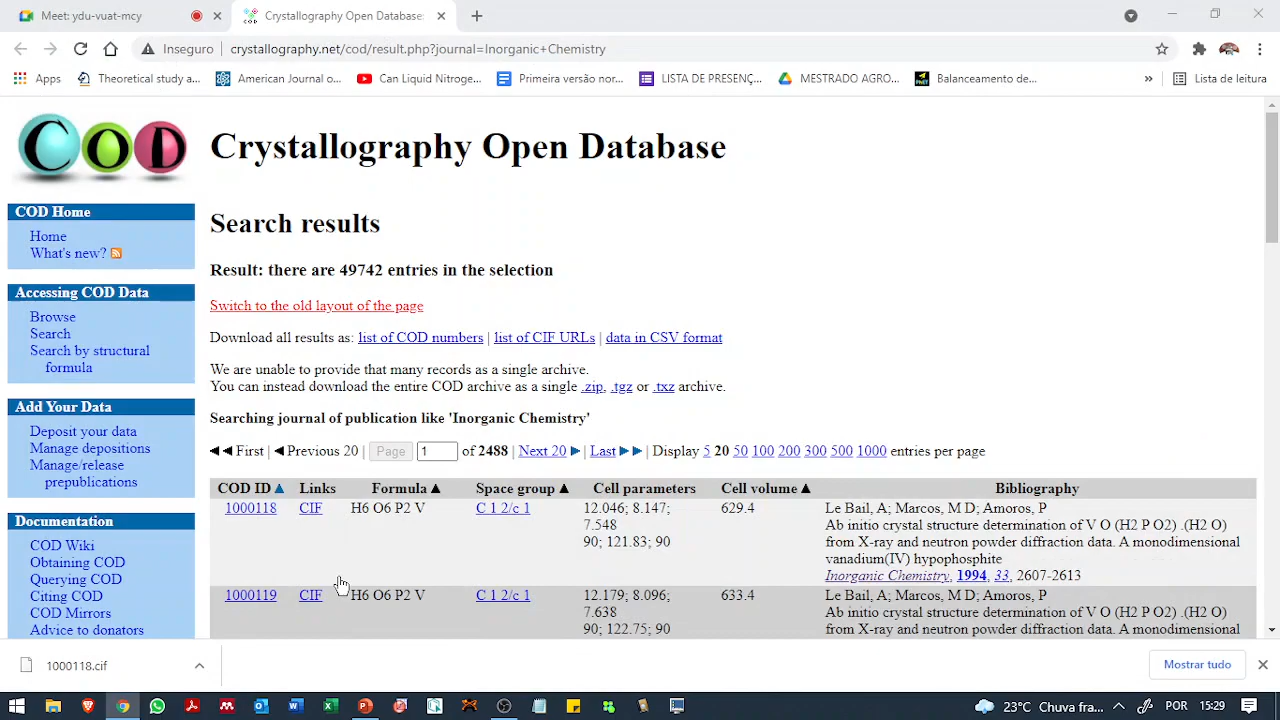 Meet: ydu-vuat-mcy
Crystallography Open Database:
Inseguro
crystallography.net/cod/result.php?journal=Inorganic+Chemistry
Apps
Theoretical study a...
American Journal o...
Can Liquid Nitroge...
Primeira versão nor...
LISTA DE PRESENÇ...
MESTRADO AGRO...
Balanceamento de...
»
Lista de leitura
COD
Crystallography Open Database
COD Home
Home
What's new?
Accessing COD Data
Browse
Search
Search by structural
formula
Add Your Data
Deposit your data
Manage depositions
Manage/release
prepublications
Documentation
COD Wiki
Obtaining COD
Querying COD
Citing COD
COD Mirrors
Advice to donators
Search results
Result: there are 49742 entries in the selection
Switch to the old layout of the page
Download all results as: list of COD numbers | list of CIF URLs | data in CSV format
We are unable to provide that many records as a single archive.
You can instead download the entire COD archive as a single .zip, .tgz or .txz archive.
Searching journal of publication like 'Inorganic Chemistry'
◀◀ First | ◀ Previous 20 | Page 1 of 2488 | Next 20 ▶ | Last ▶▶ | Display 5 20 50 100 200 300 500 1000 entries per page
COD ID▲ Links Formula▲ Space group▲ Cell parameters Cell volume▲ Bibliography
1000118 CIF H6 O6 P2 V C 1 2/c 1 12.046; 8.147; 629.4 Le Bail, A; Marcos, M D; Amoros, P
7.548 Ab initio crystal structure determination of V O (H2 P O2) .(H2 O)
90; 121.83; 90 from X-ray and neutron powder diffraction data. A monodimensional
vanadium(IV) hypophosphite
Inorganic Chemistry, 1994, 33, 2607-2613
1000119 CIF H6 O6 P2 V C 1 2/c 1 12.179; 8.096; 633.4 Le Bail, A; Marcos, M D; Amoros, P
7.638 Ab initio crystal structure determination of V O (H2 P O2) .(H2 O)
90; 122.75; 90 from X-ray and neutron powder diffraction data. A monodimensional
1000118.cif
Mostrar tudo
23°C Chuva fra...
POR
15:29